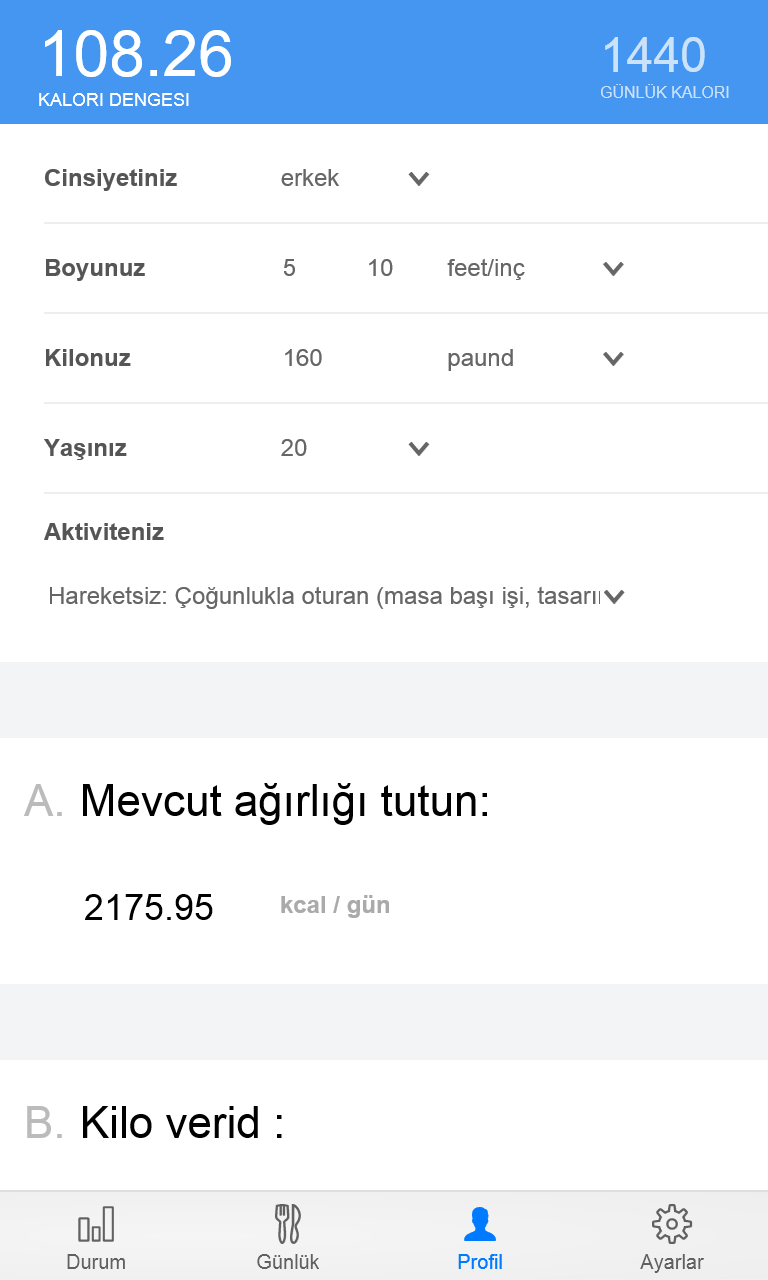 108.26
1440
KALORI DENGESI
GÜNLÜK KALORI
Cinsiyetiniz erkek
Boyunuz 5 10 feet/inç
Kilonuz 160 paund
Yaşınız 20
Aktiviteniz
Hareketsiz: Çoğunlukla oturan (masa başı işi,
A. Mevcut ağırlığı tutun:
2175.95 kcal / gün
B. Kilo verid :
Durum Günlük Profil Ayarlar